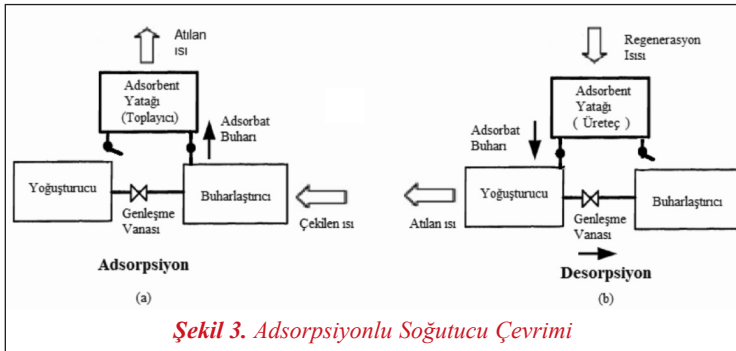 Atılan
ısı
Adsorbent
Yatağı
(Toplayıcı)
Adsorbat
Buharı
Yoğuşturucu
Buharlaştırıcı
Genleşme
Vanası
Çekilen ısı
Adsorpsiyon
(a)
Regenerasyon
Isısı
Adsorbent
Yatağı
( Üreteç )
Adsorbat
Buharı
Yoğuşturucu
Buharlaştırıcı
Atılan ısı
Genleşme
Vanası
Desorpsiyon
(b)
Şekil 3. Adsorpsiyonlu Soğutucu Çevrimi